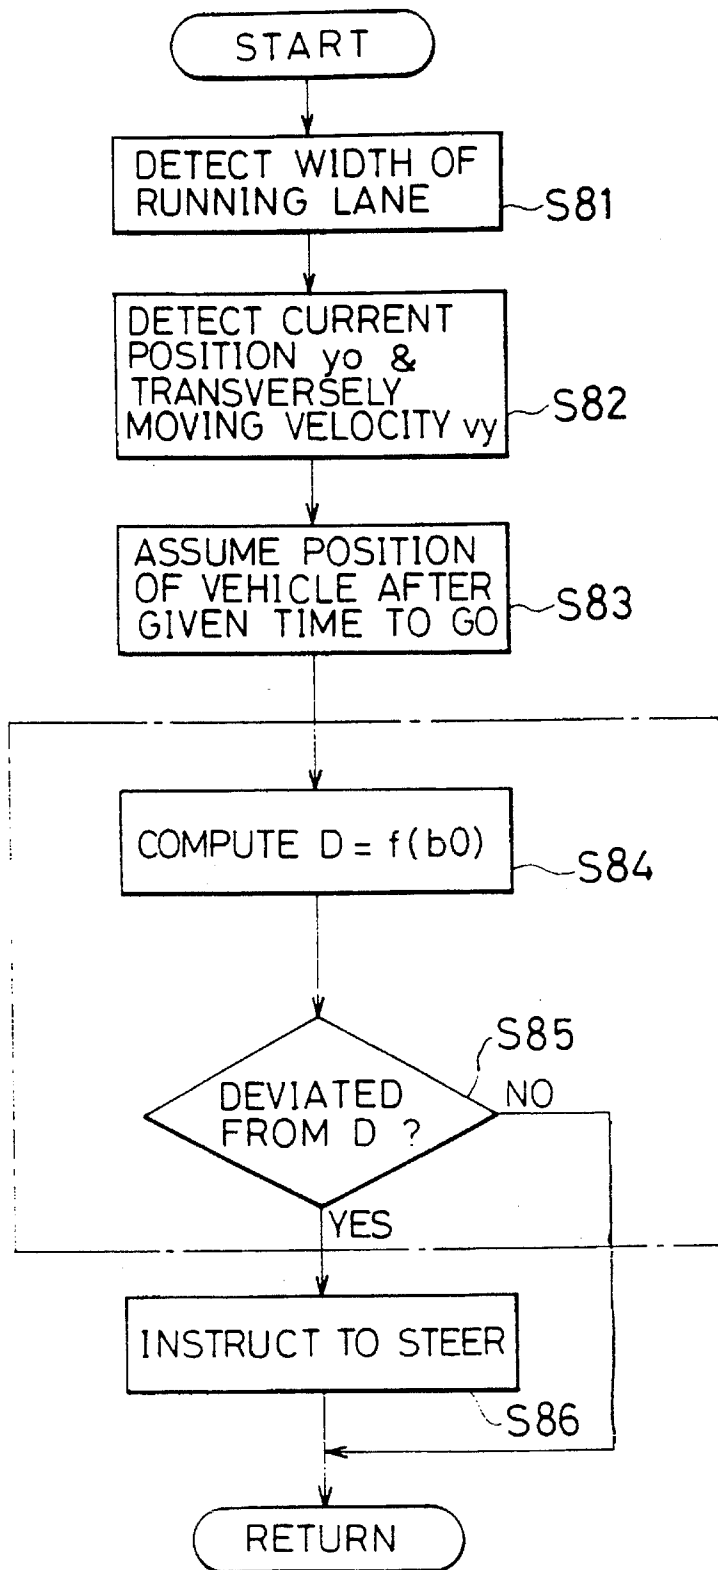 START
DETECT WIDTH OF
RUNNING LANE
S81
DETECT CURRENT
POSITION yo &
TRANSVERSELY
MOVING VELOCITY vy
S82
ASSUME POSITION
OF VEHICLE AFTER
GIVEN TIME TO GO
S83
COMPUTE D = f(b0)
S84
S85
DEVIATED
FROM D ?
NO
YES
INSTRUCT TO STEER
S86
RETURN